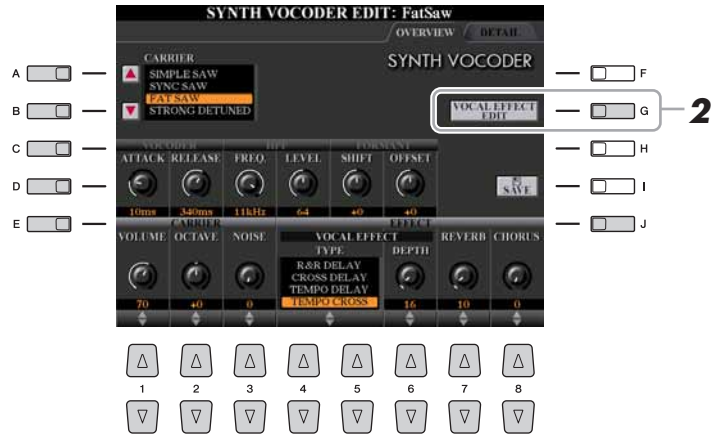 SYNTH VOCODER EDIT: FatSaw
OVERVIEW DETAIL
CARRIER
SYNTH VOCODER
A
SIMPLE SAW
F
SYNC SAW
B
FAT SAW
STRONG DETUNED
VOCAL EFFECT
EDIT
G
2
C
VOCODER HPF FORMANT
H
ATTACK RELEASE FREQ. LEVEL SHIFT OFFSET
D
SAVE
I
10ms 340ms 11kHz 64 +0 +0
E
CARRIER EFFECT
J
VOLUME OCTAVE NOISE VOCAL EFFECT REVERB CHORUS
TYPE DEPTH
R&R DELAY
CROSS DELAY
TEMPO DELAY
TEMPO CROSS
70 +0 0 16 10 0
1 2 3 4 5 6 7 8